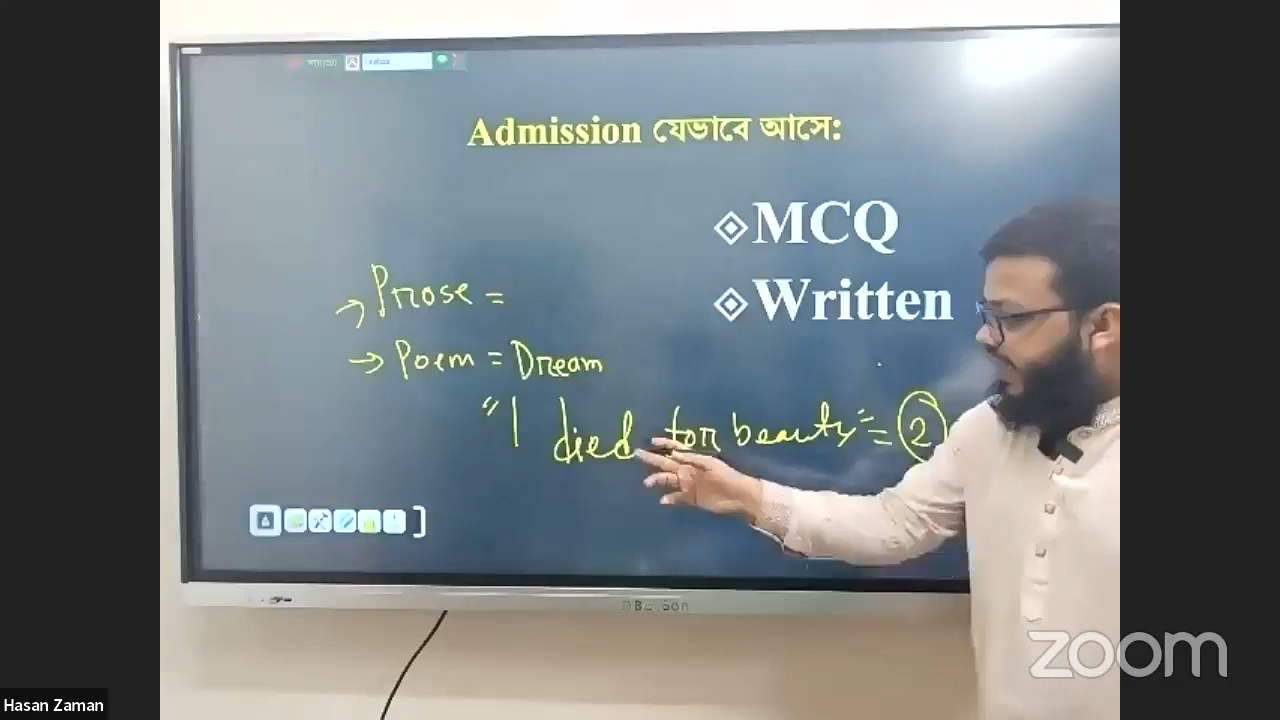 Admission যেভাবে আসে:
MCQ
Written
→ Prose =
→ Poem = Dream
"I died for beauty" = 2
zoom
Hasan Zaman